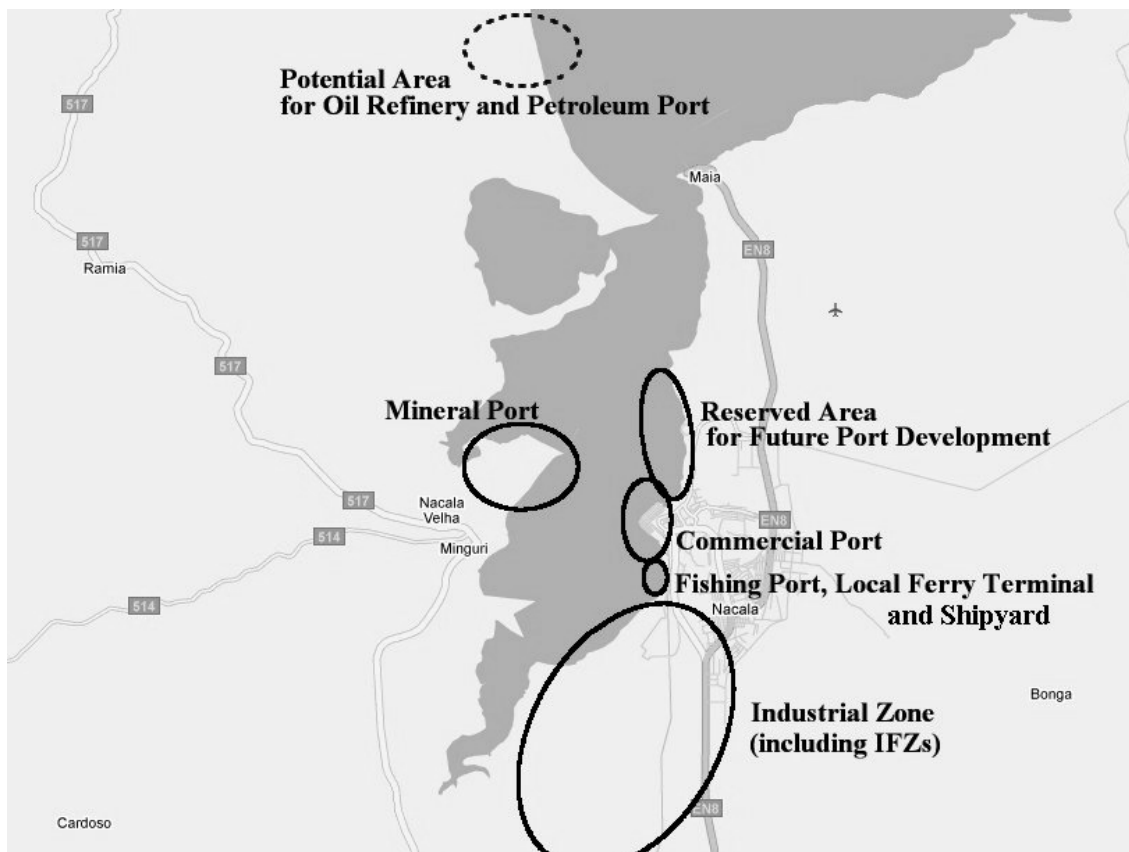 Potential Area
for Oil Refinery and Petroleum Port
517
Maia
517
EN8
Ramia
517
Mineral Port
Reserved Area
for Future Port Development
517
Nacala
Velha
EN8
514
Minguri
Commercial Port
Fishing Port, Local Ferry Terminal
514
Nacala
and Shipyard
Bonga
Industrial Zone
(including IFZs)
EN8
Cardoso